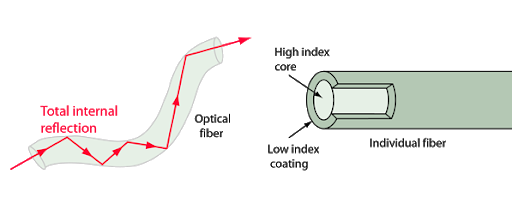 Total internal
reflection
Optical
fiber
High index
core
Low index
coating
Individual fiber